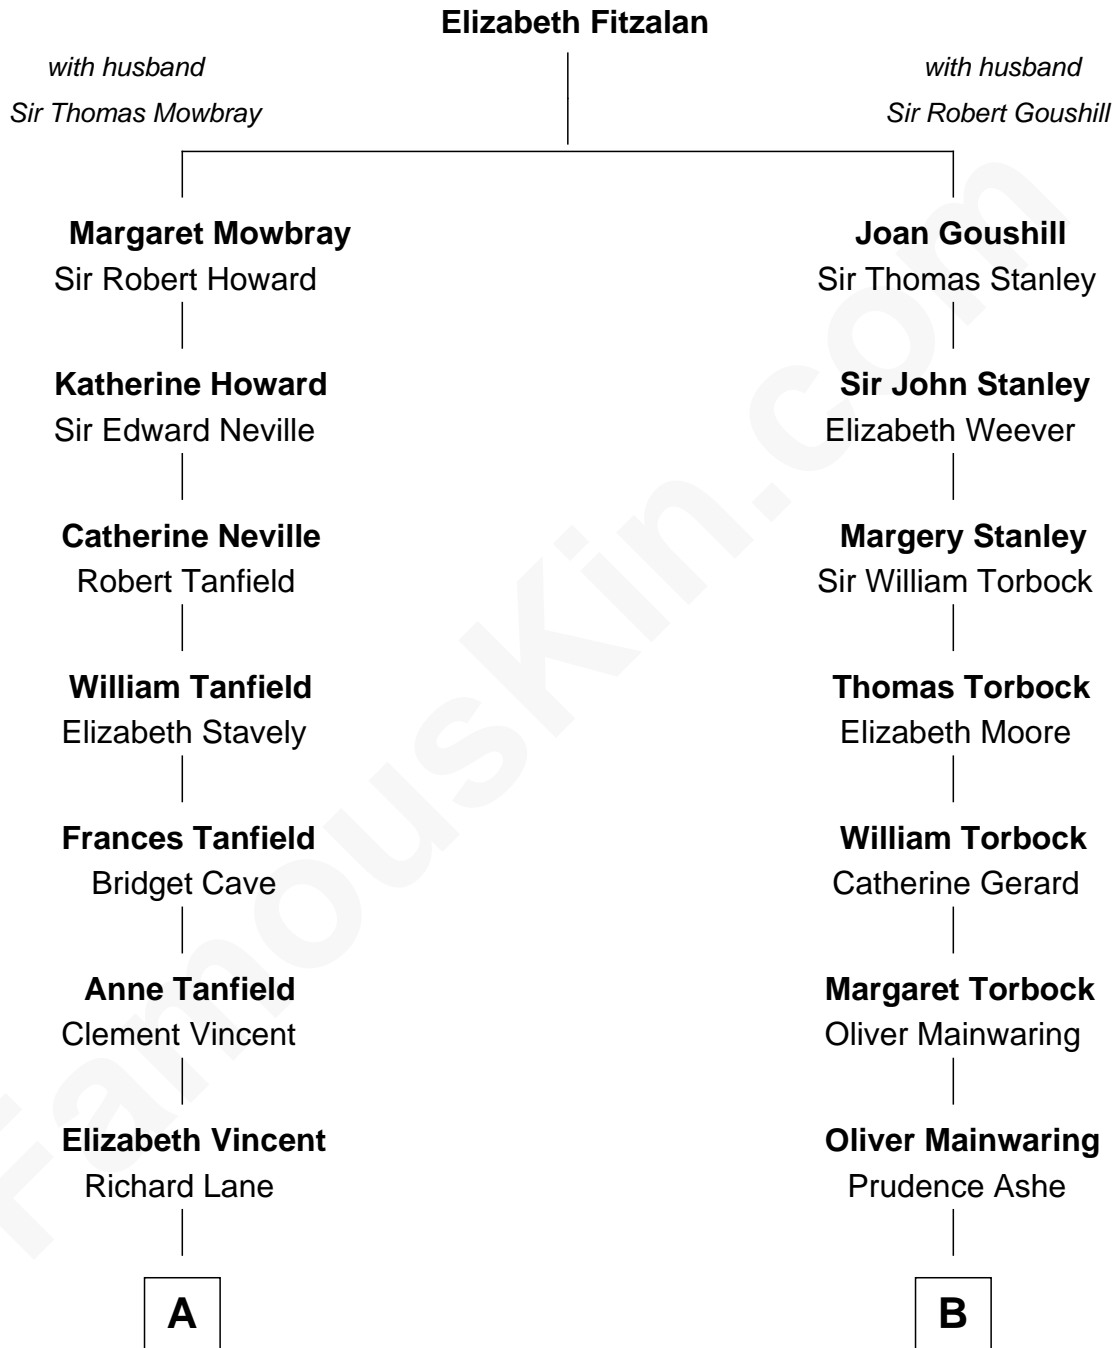 Elizabeth Fitzalan
with husband
Sir Thomas Mowbray
with husband
Sir Robert Goushill
Margaret Mowbray
Sir Robert Howard
Joan Goushill
Sir Thomas Stanley
Katherine Howard
Sir Edward Neville
Sir John Stanley
Elizabeth Weever
Catherine Neville
Robert Tanfield
Margery Stanley
Sir William Torbock
William Tanfield
Elizabeth Stavely
Thomas Torbock
Elizabeth Moore
Frances Tanfield
Bridget Cave
William Torbock
Catherine Gerard
Anne Tanfield
Clement Vincent
Margaret Torbock
Oliver Mainwaring
Elizabeth Vincent
Richard Lane
Oliver Mainwaring
Prudence Ashe
A
B
FamousKin.com